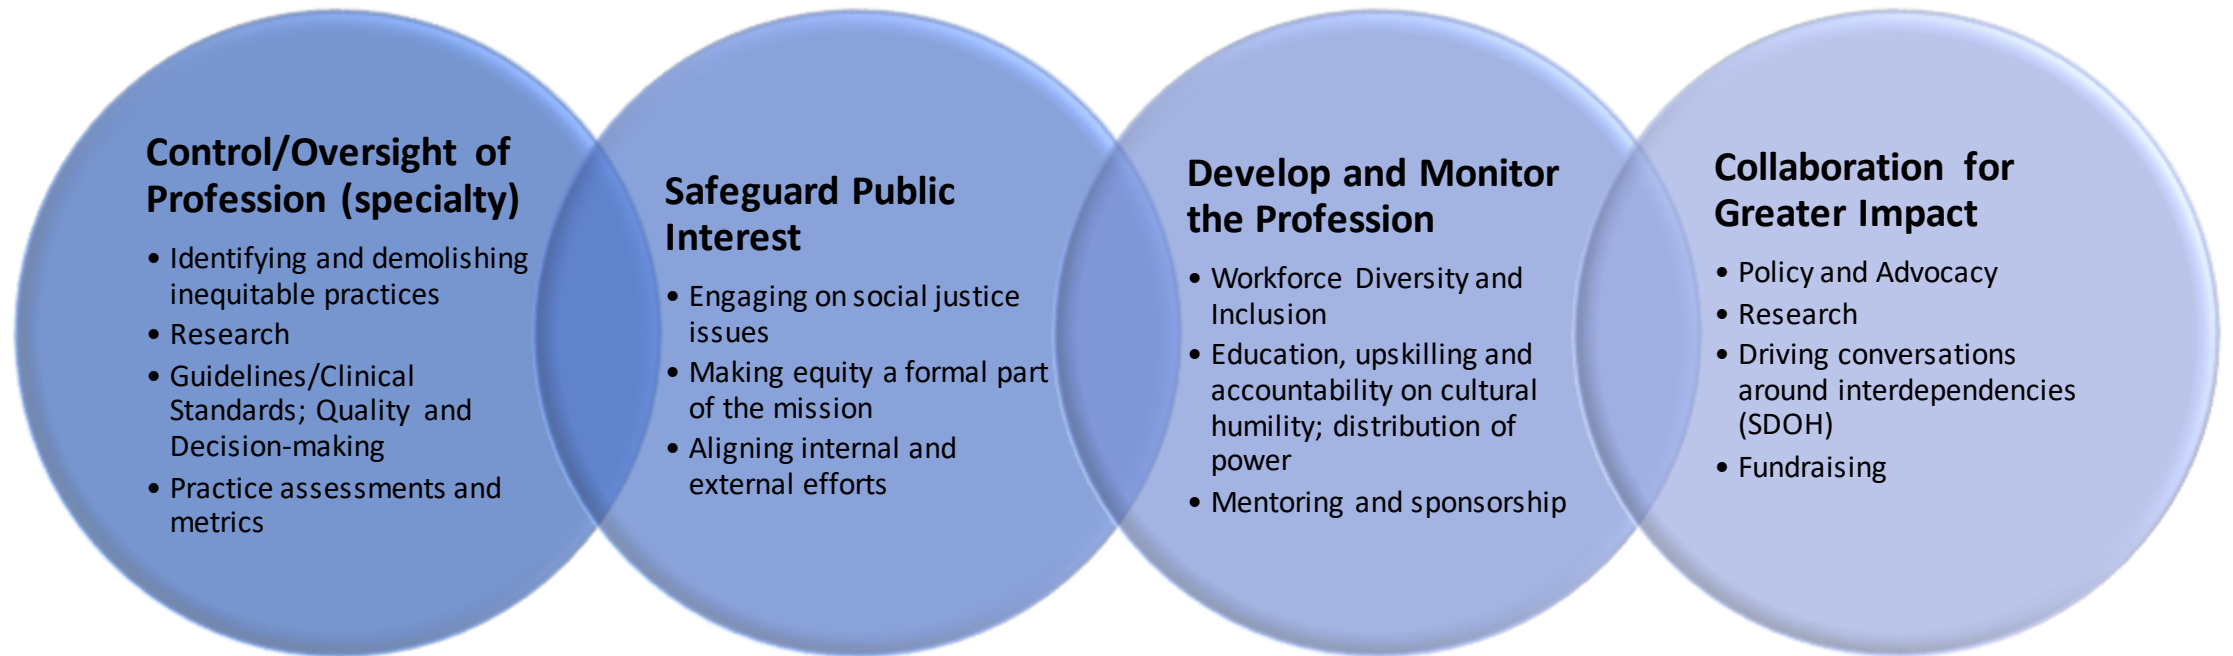 Control/Oversight of
Profession (specialty)
• Identifying and demolishing
inequitable practices
• Research
• Guidelines/Clinical
Standards; Quality and
Decision-making
• Practice assessments and
metrics
Safeguard Public
Interest
• Engaging on social justice
issues
• Making equity a formal part
of the mission
• Aligning internal and
external efforts
Develop and Monitor
the Profession
• Workforce Diversity and
Inclusion
• Education, upskilling and
accountability on cultural
humility; distribution of
power
• Mentoring and sponsorship
Collaboration for
Greater Impact
• Policy and Advocacy
• Research
• Driving conversations
around interdependencies
(SDOH)
• Fundraising